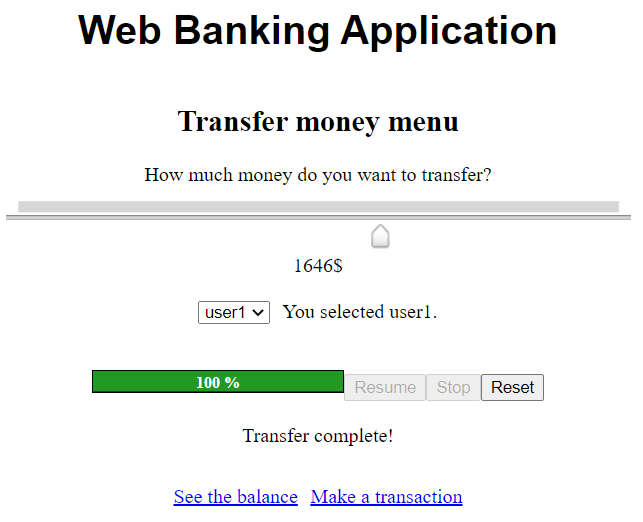 Web Banking Application
Transfer money menu
How much money do you want to transfer?
1646$
user1 You selected user1.
100 % Resume Stop Reset
Transfer complete!
See the balance Make a transaction